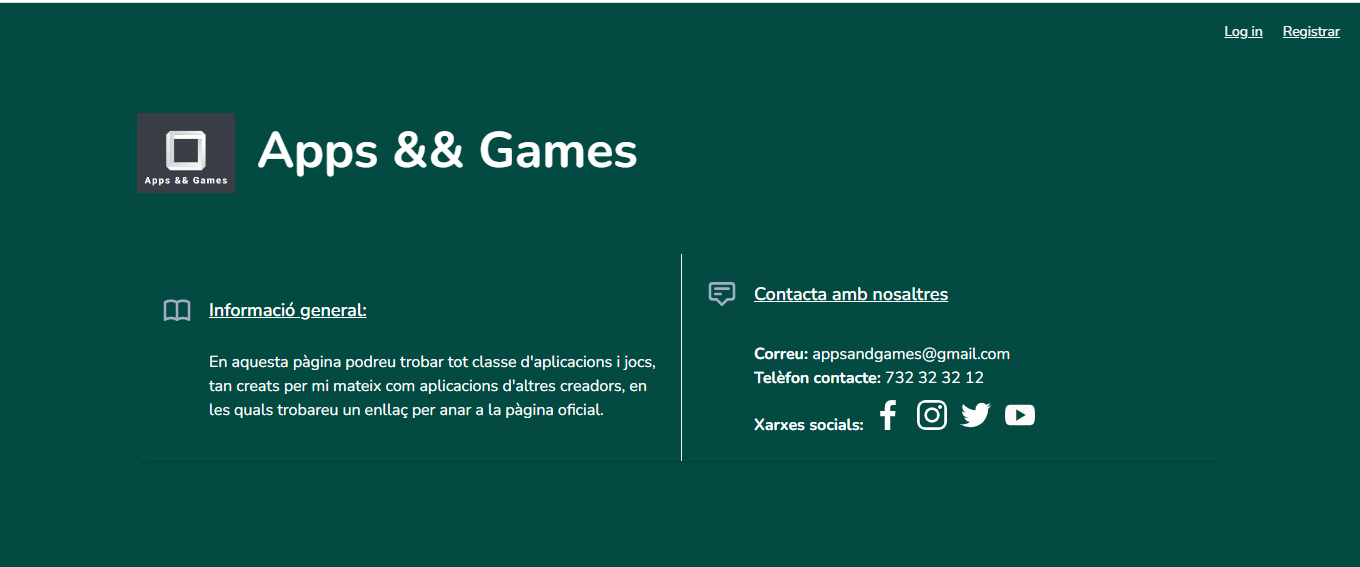 Log in Registrar
Apps && Games
Apps && Games
Informació general:
En aquesta pàgina podreu trobar tot classe d'aplicacions i jocs,
tan creats per mi mateix com aplicacions d'altres creadors, en
les quals trobareu un enllaç per anar a la pàgina oficial.
Contacta amb nosaltres
Correu: appsandgames@gmail.com
Telèfon contacte: 732 32 32 12
Xarxes socials: